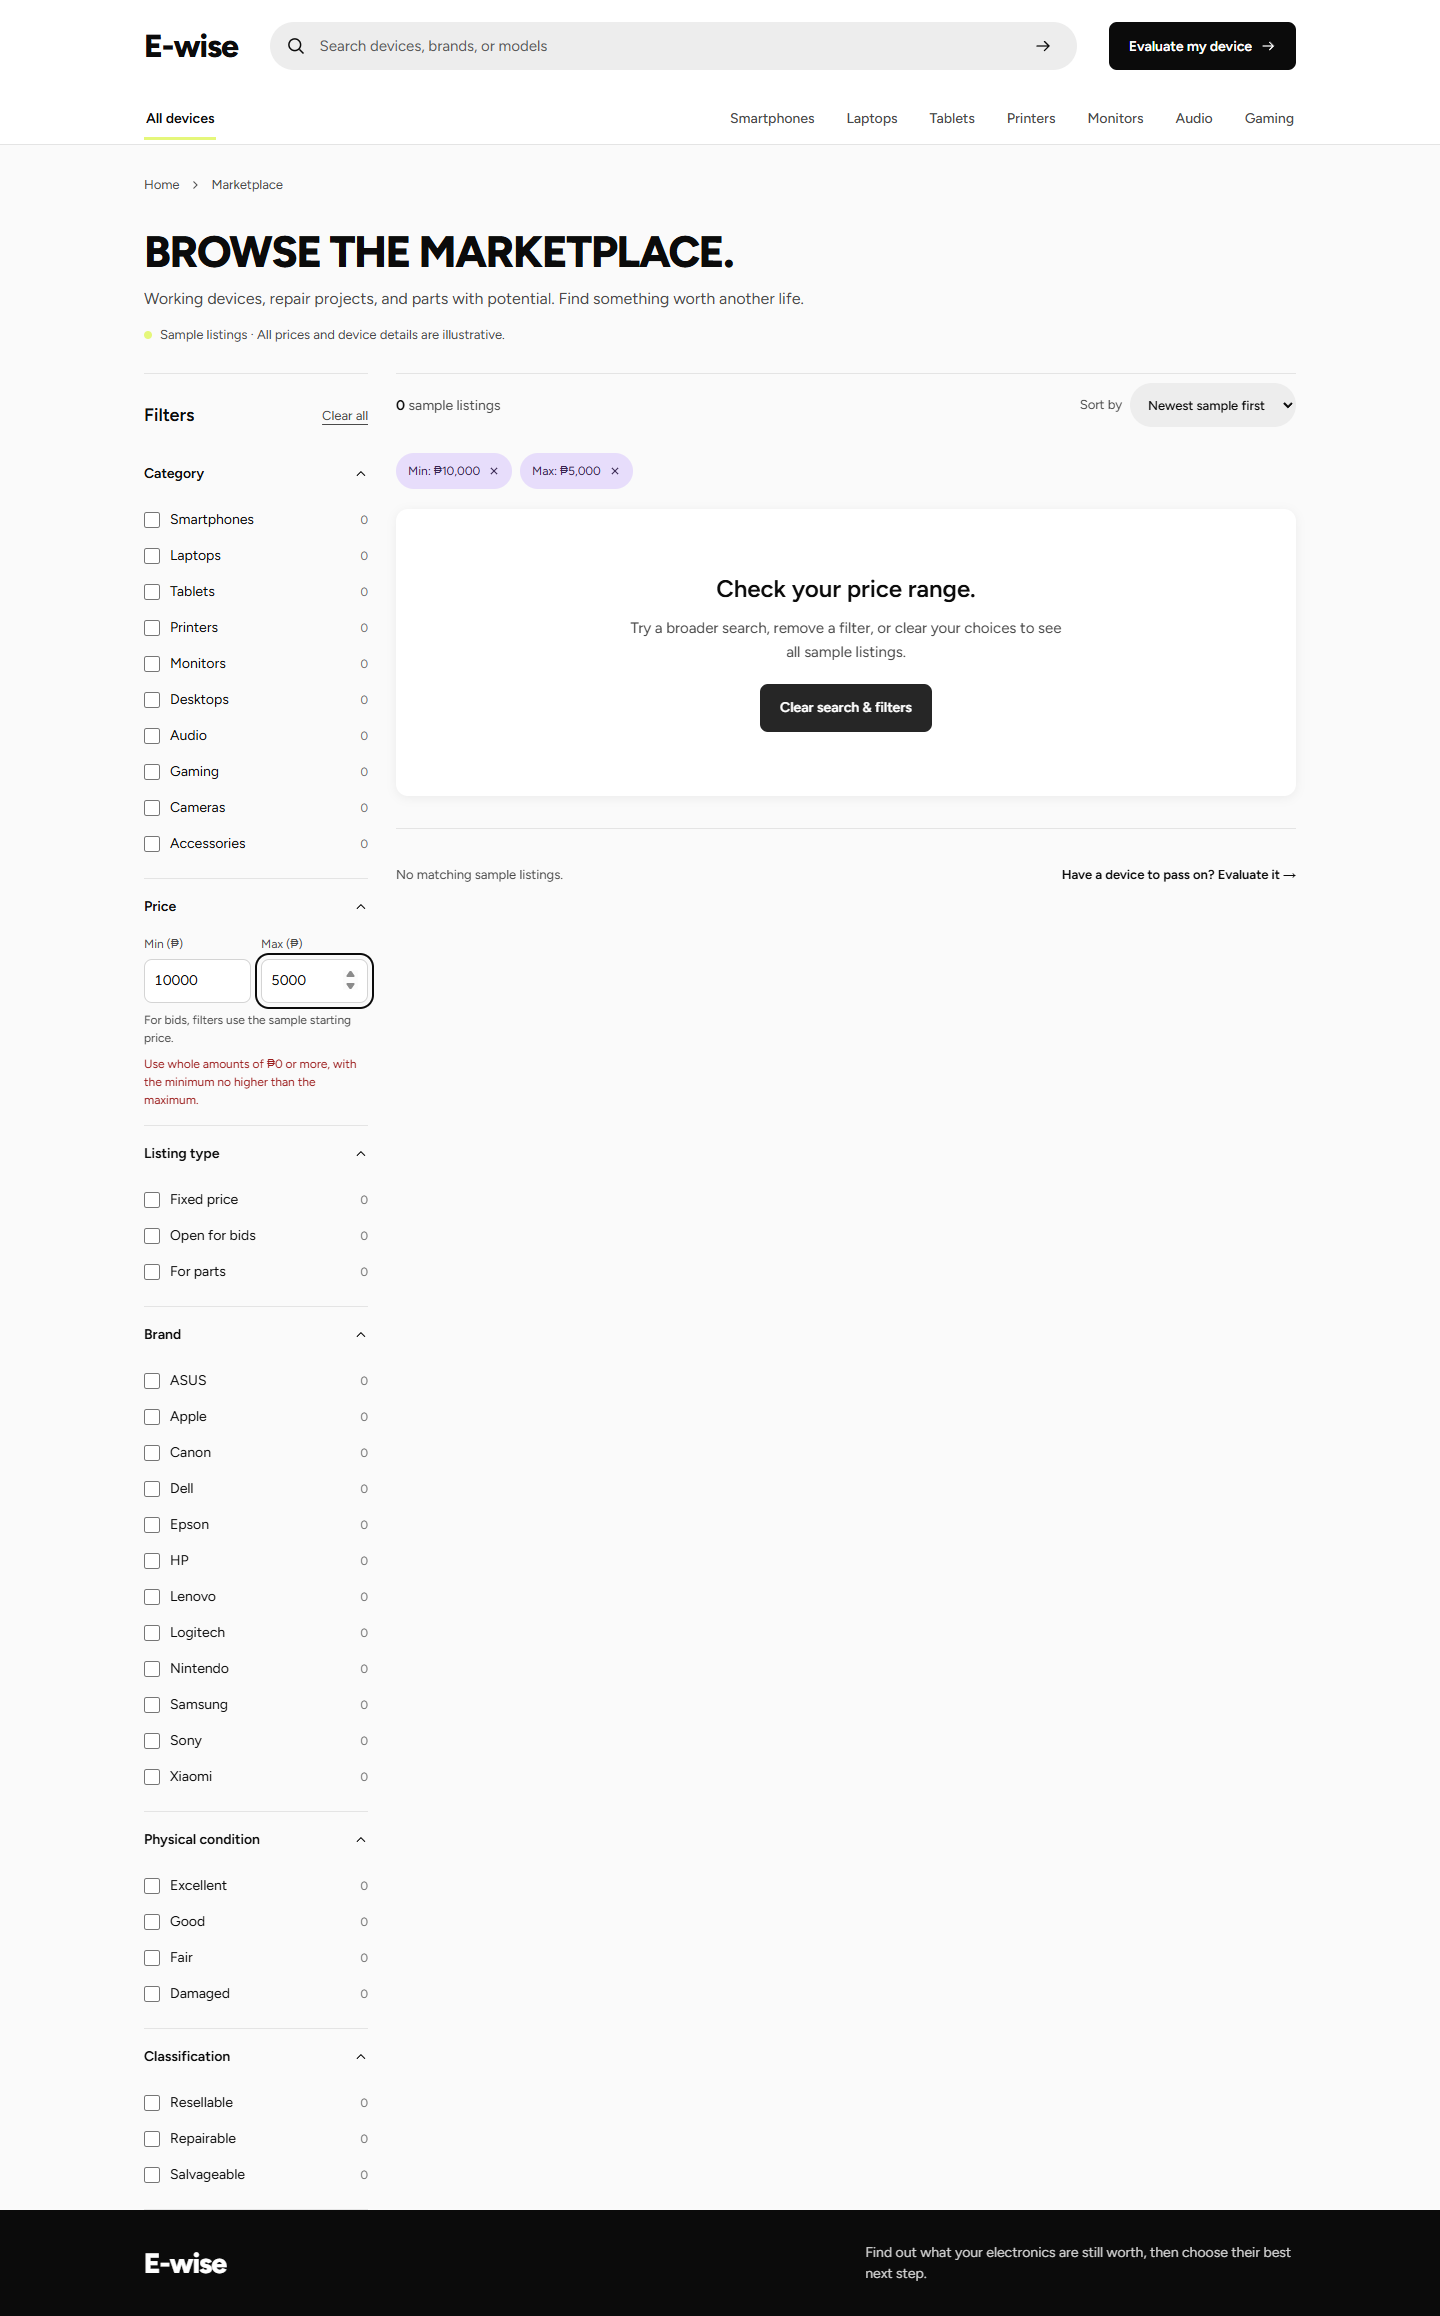 E-wise
Search devices, brands, or models
Evaluate my device →
All devices
Smartphones
Laptops
Tablets
Printers
Monitors
Audio
Gaming
Home > Marketplace
BROWSE THE MARKETPLACE.
Working devices, repair projects, and parts with potential. Find something worth another life.
Sample listings · All prices and device details are illustrative.
Filters
Clear all
Category
Smartphones 0
Laptops 0
Tablets 0
Printers 0
Monitors 0
Desktops 0
Audio 0
Gaming 0
Cameras 0
Accessories 0
Price
Min (₱) Max (₱)
10000 5000
For bids, filters use the sample starting
price.
Use whole amounts of ₱0 or more, with
the minimum no higher than the
maximum.
Listing type
Fixed price 0
Open for bids 0
For parts 0
Brand
ASUS 0
Apple 0
Canon 0
Dell 0
Epson 0
HP 0
Lenovo 0
Logitech 0
Nintendo 0
Samsung 0
Sony 0
Xiaomi 0
Physical condition
Excellent 0
Good 0
Fair 0
Damaged 0
Classification
Resellable 0
Repairable 0
Salvageable 0
0 sample listings
Sort by Newest sample first
Min: ₱10,000 ×
Max: ₱5,000 ×
Check your price range.
Try a broader search, remove a filter, or clear your choices to see
all sample listings.
Clear search & filters
No matching sample listings.
Have a device to pass on? Evaluate it →
E-wise
Find out what your electronics are still worth, then choose their best
next step.